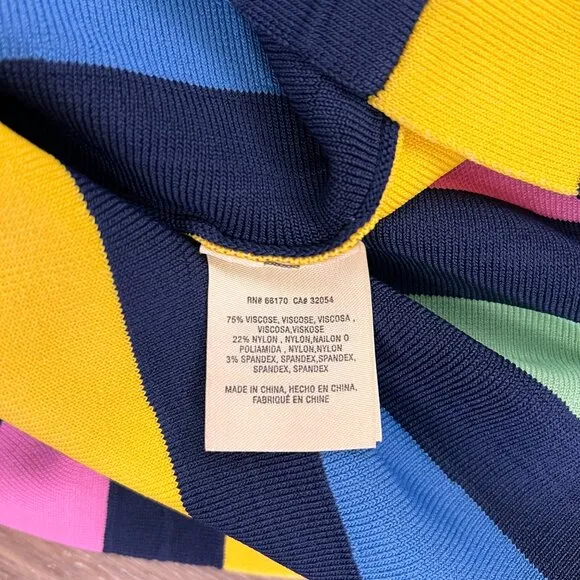 RN# 66170 CA# 32054
75% VISCOSE, VISCOSE, VISCOSA ,
VISCOSA,VISKOSE
22% NYLON , NYLON,NAILON O
POLIAMIDA , NYLON,NYLON
3% SPANDEX, SPANDEX,SPANDEX,
SPANDEX, SPANDEX
MADE IN CHINA, HECHO EN CHINA,
FABRIQUÉ EN CHINE